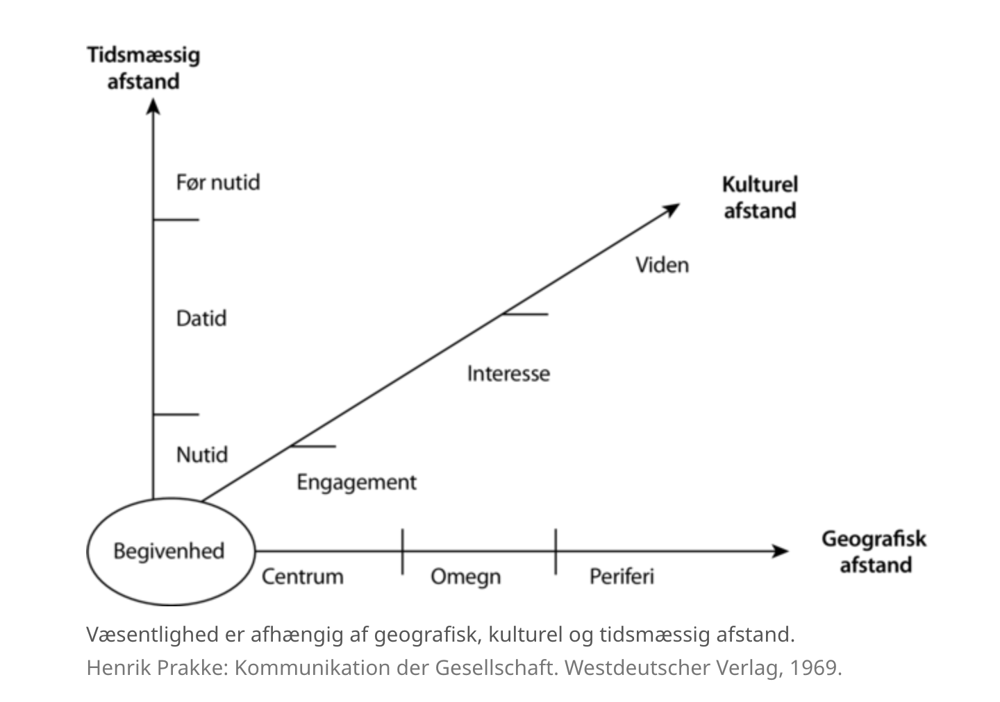 Tidsmæssig
afstand
Før nutid
Kulturel
afstand
Viden
Datid
Interesse
Nutid
Engagement
Begivenhed
Geografisk
afstand
Centrum
Omegn
Periferi
Væsentlighed er afhængig af geografisk, kulturel og tidsmæssig afstand.
Henrik Prakke: Kommunikation der Gesellschaft. Westdeutscher Verlag, 1969.